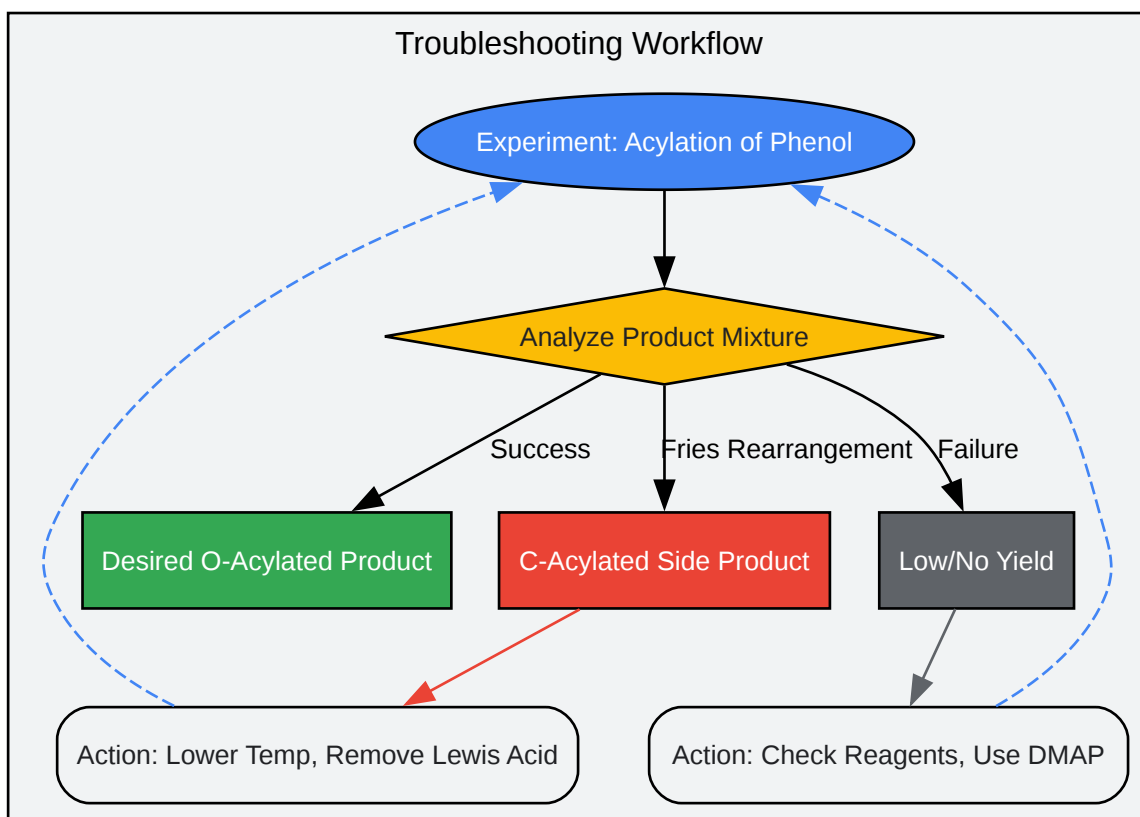 Troubleshooting Workflow
Experiment: Acylation of Phenol
Analyze Product Mixture
Success
Fries Rearrangement
Failure
Desired O-Acylated Product
C-Acylated Side Product
Low/No Yield
Action: Lower Temp, Remove Lewis Acid
Action: Check Reagents, Use DMAP